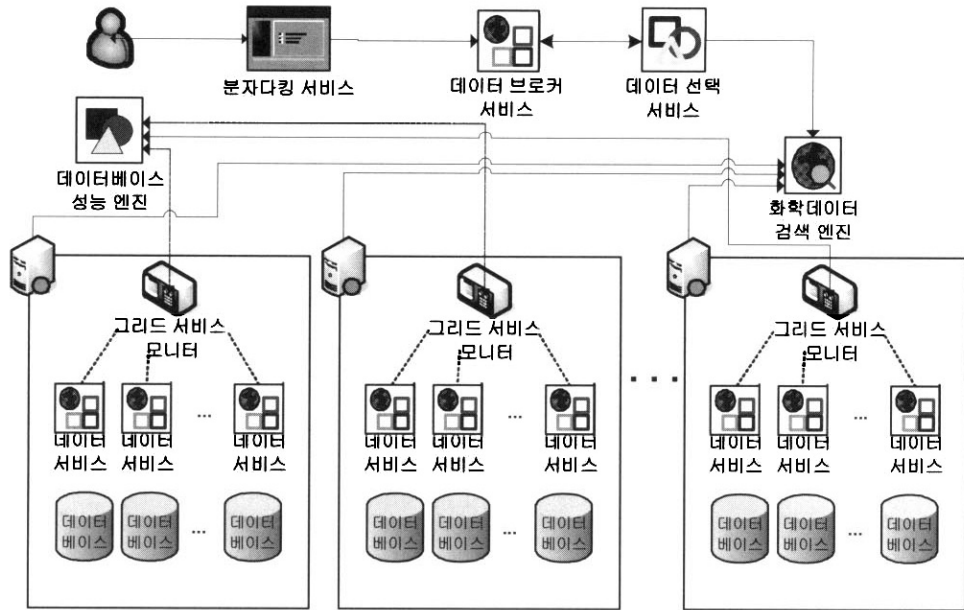 분자다킹 서비스
데이터 브로커
서비스
데이터 선택
서비스
데이터베이스
성능 엔진
화학데이터
검색 엔진
그리드 서비스
모니터
그리드 서비스
모니터
그리드 서비스
모니터
...
...
...
데이터
서비스
데이터
서비스
데이터
서비스
데이터
서비스
데이터
서비스
데이터
서비스
데이터
서비스
데이터
서비스
데이터
서비스
데이터
베이스
데이터
베이스
...
데이터
베이스
데이터
베이스
데이터
베이스
...
데이터
베이스
데이터
베이스
데이터
베이스
...
데이터
베이스